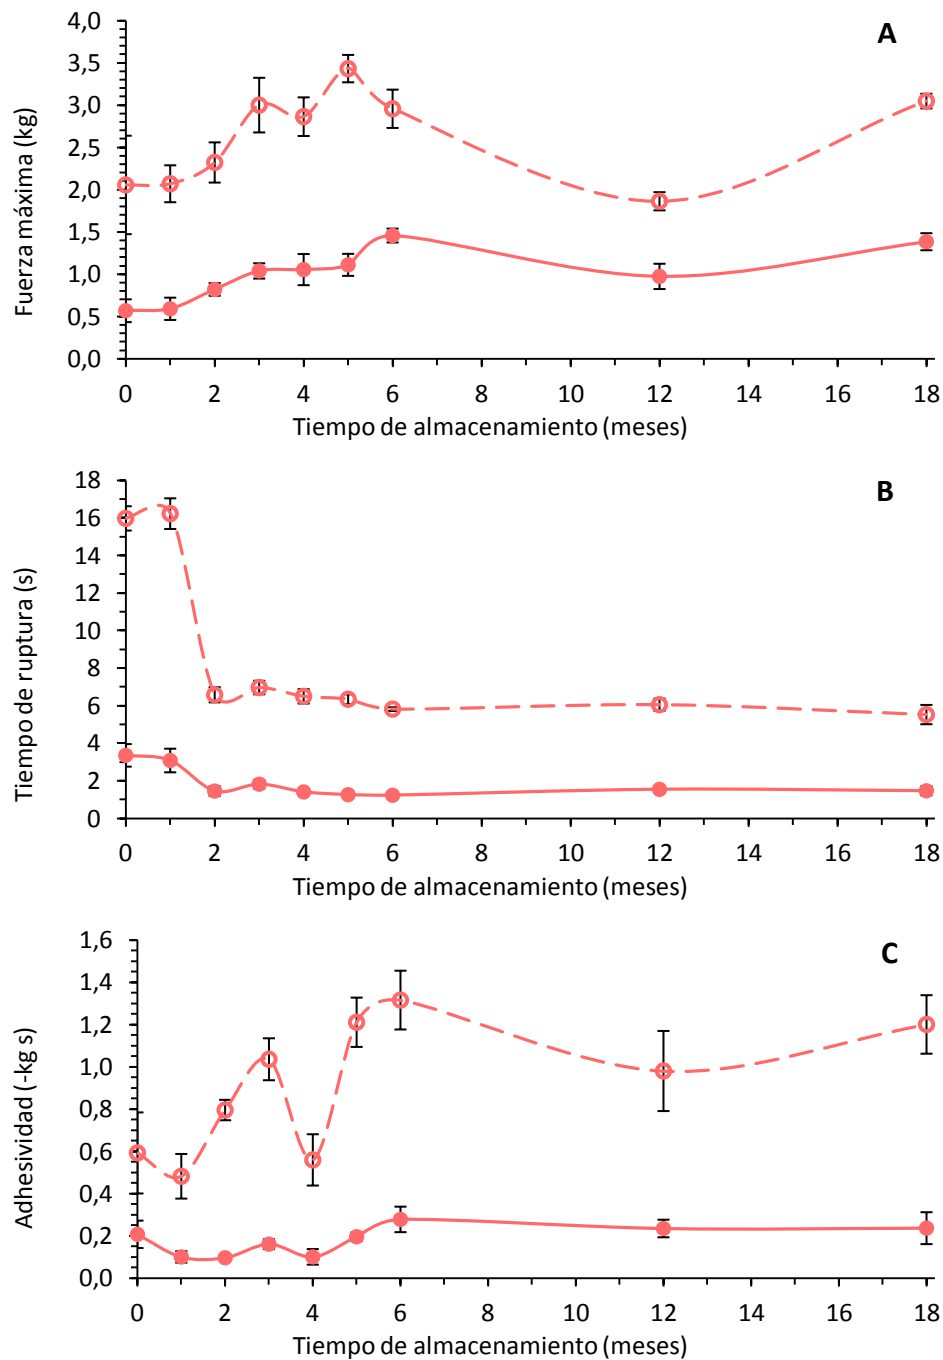 A
Fuerza máxima (kg)
4,0
3,5
3,0
2,5
2,0
1,5
1,0
0,5
0,0
0 2 4 6 8 10 12 14 16 18
Tiempo de almacenamiento (meses)
B
Tiempo de ruptura (s)
18
16
14
12
10
8
6
4
2
0
0 2 4 6 8 10 12 14 16 18
Tiempo de almacenamiento (meses)
C
Adhesividad (-kg s)
1,6
1,4
1,2
1,0
0,8
0,6
0,4
0,2
0,0
0 2 4 6 8 10 12 14 16 18
Tiempo de almacenamiento (meses)